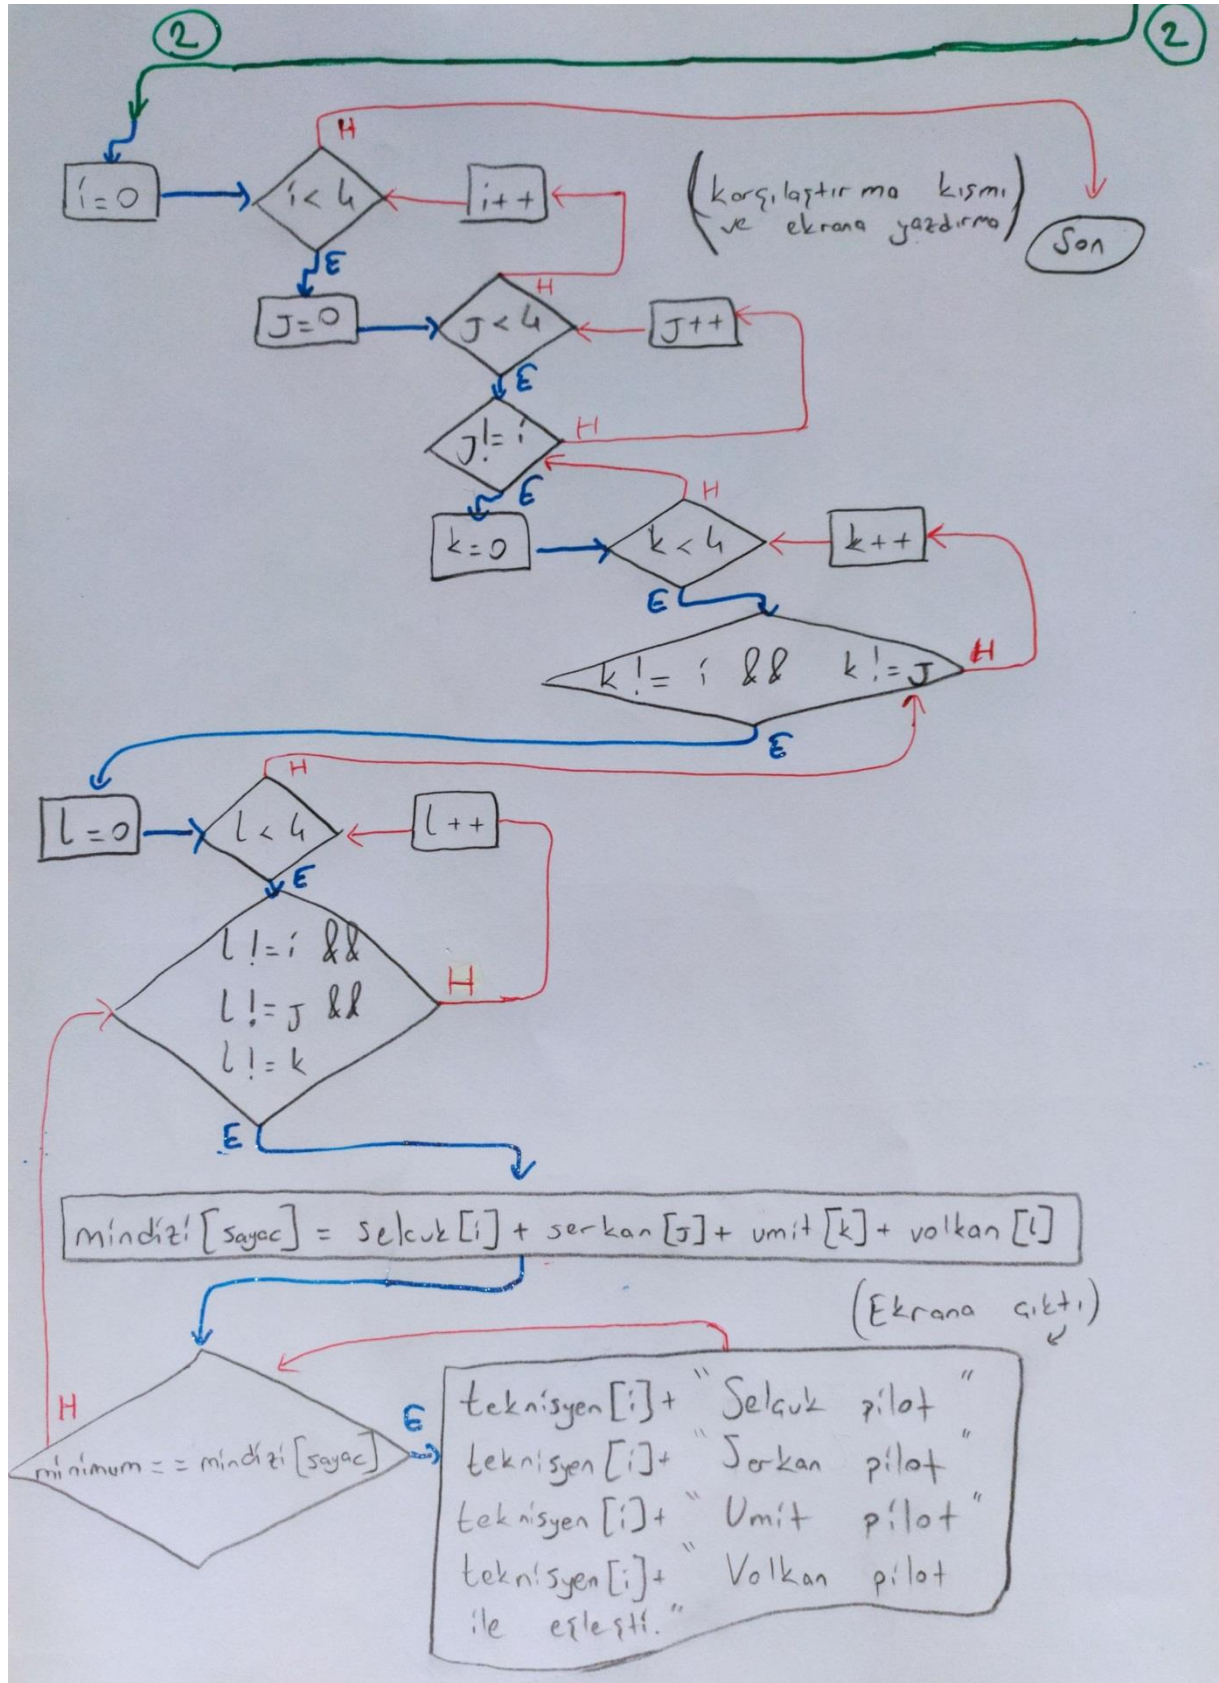 2
2
H
i=0
i<4
i++
(karşılaştırma kısmı
ve ekrana yazdırma)
Son
E
H
J=0
J<4
J++
E
J!=i
H
E
H
k=0
k<4
k++
E
k!=i && k!=J
H
E
H
l=0
l<4
l++
E
l!=i &&
l!=J &&
l!=k
H
E
mindizi[sayac] = selcuk[i] + serkan[J] + umit[k] + volkan[l]
(Ekrana çıktı)
H
E
minimum == mindizi[sayac]
teknisyen[i]+ "Selçuk pilot"
teknisyen[i]+ "Serkan pilot"
teknisyen[i]+ "Umit pilot"
teknisyen[i]+ "Volkan pilot
ile eşleşti."